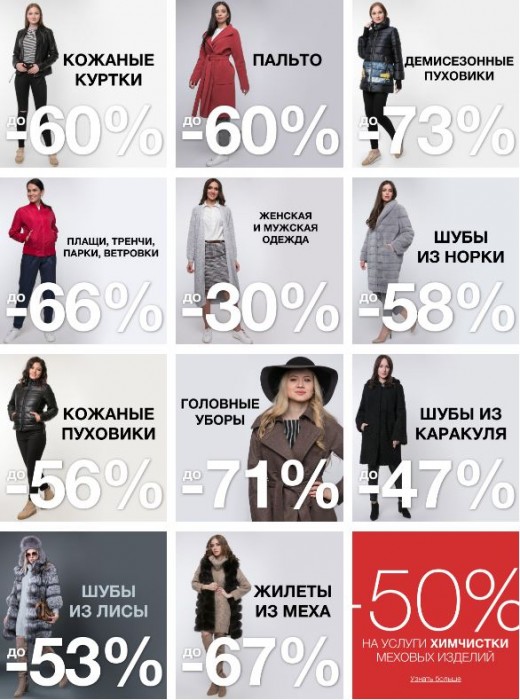 КОЖАНЫЕ
КУРТКИ
до
-60%
ПАЛЬТО
до
-60%
ДЕМИСЕЗОННЫЕ
ПУХОВИКИ
до
-73%
ПЛАЩИ, ТРЕНЧИ,
ПАРКИ, ВЕТРОВКИ
до
-66%
ЖЕНСКАЯ
И МУЖСКАЯ
ОДЕЖДА
до
-30%
ШУБЫ
ИЗ НОРКИ
до
-58%
КОЖАНЫЕ
ПУХОВИКИ
до
-56%
ГОЛОВНЫЕ
УБОРЫ
до
-71%
ШУБЫ ИЗ
КАРАКУЛЯ
до
-47%
ШУБЫ
ИЗ ЛИСЫ
до
-53%
ЖИЛЕТЫ
ИЗ МЕХА
до
-67%
-50%
НА УСЛУГИ ХИМЧИСТКИ
МЕХОВЫХ ИЗДЕЛИЙ
Узнать больше